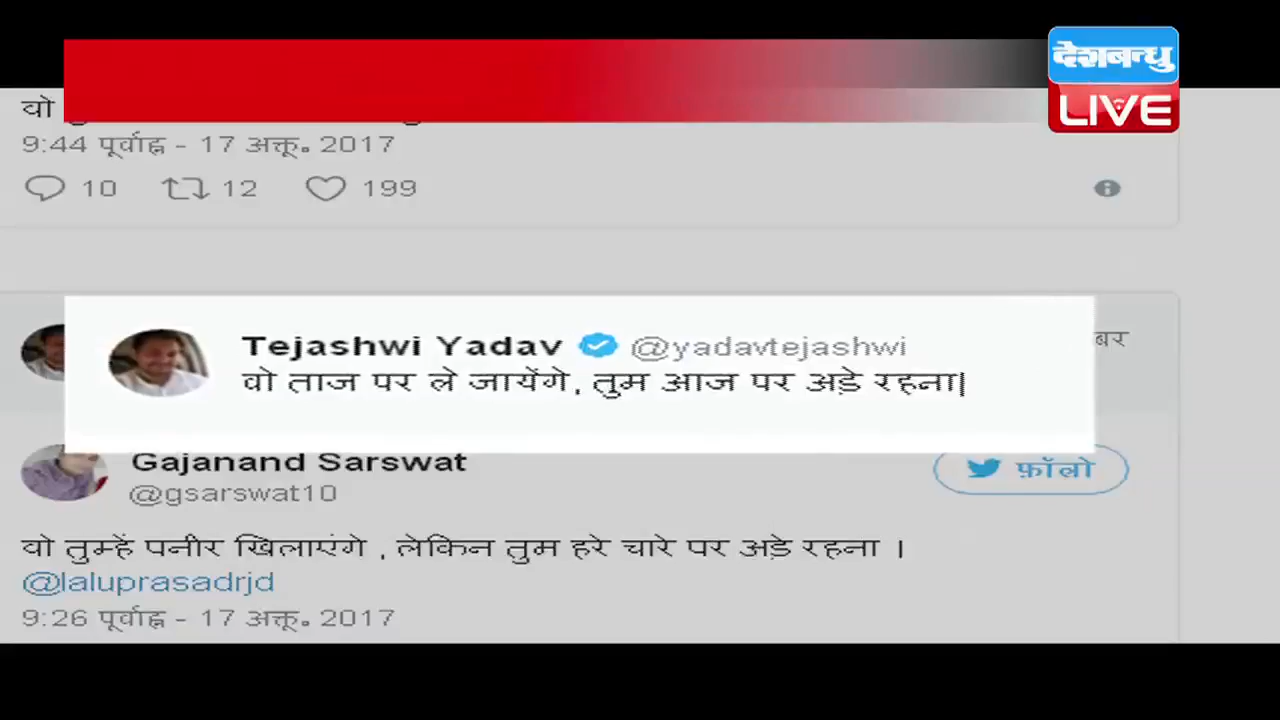 देशबन्धु
LIVE
वो
9:44 पूर्वाह्न - 17 अक्तू॰ 2017
10 12 199
बर
Tejashwi Yadav @yadavtejashwi
वो ताज पर ले जायेंगे, तुम आज पर अड़े रहना|
Gajanand Sarswat
@gsarswat10
फ़ॉलो
वो तुम्हें पनीर खिलाएंगे , लेकिन तुम हरे चारे पर अड़े रहना ।
@laluprasadrjd
9:26 पूर्वाह्न - 17 अक्तू॰ 2017